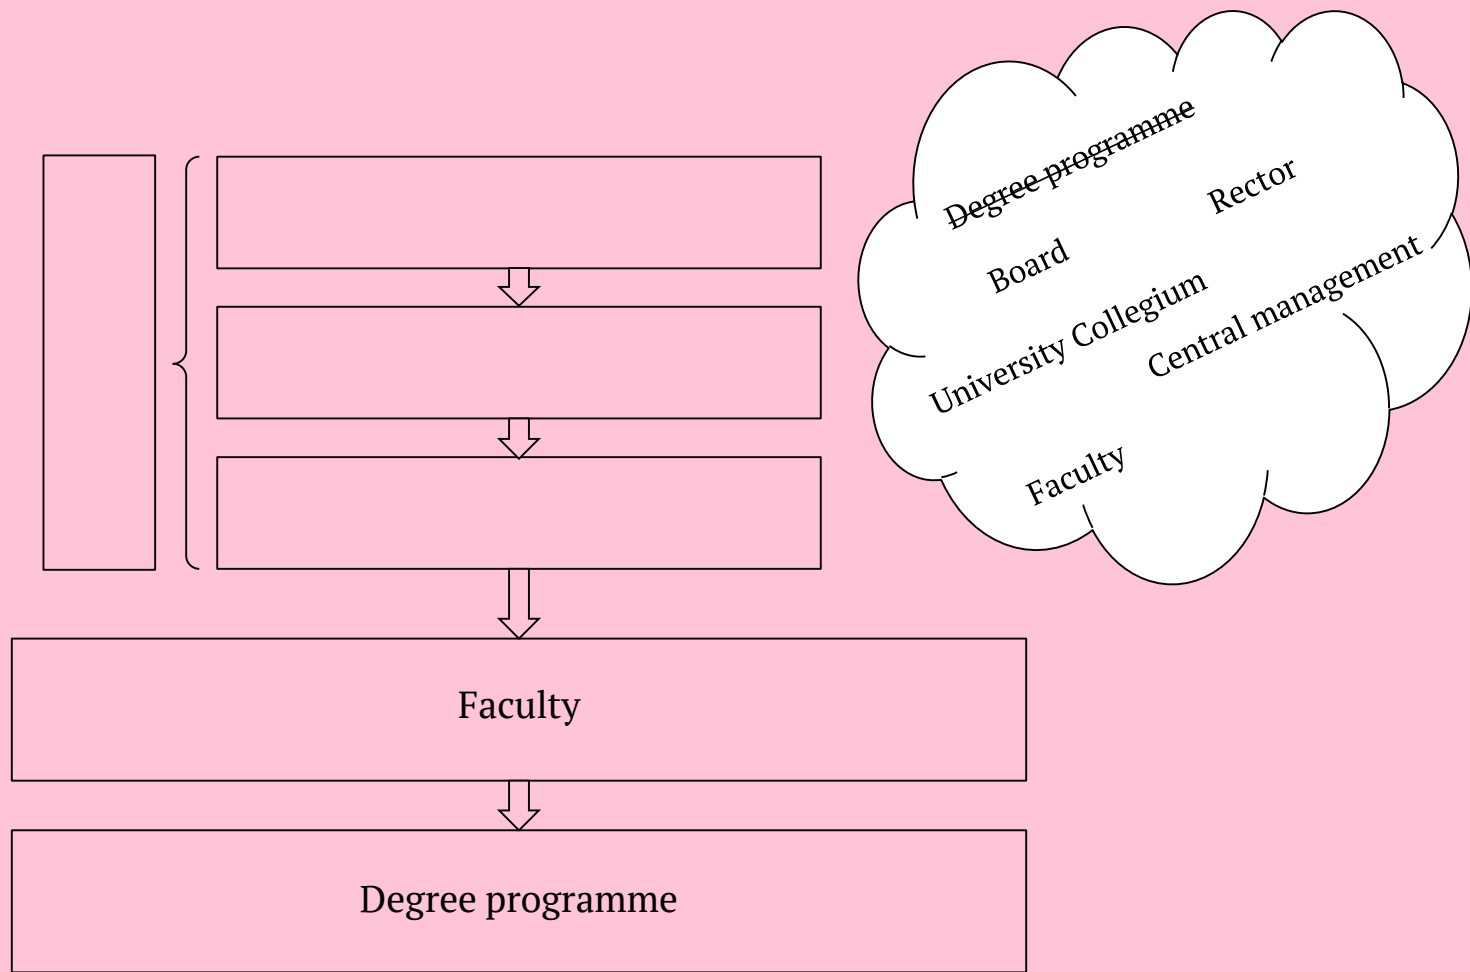 Degree programme
Rector
Board
University Collegium
Central management
Faculty
Faculty
Degree programme